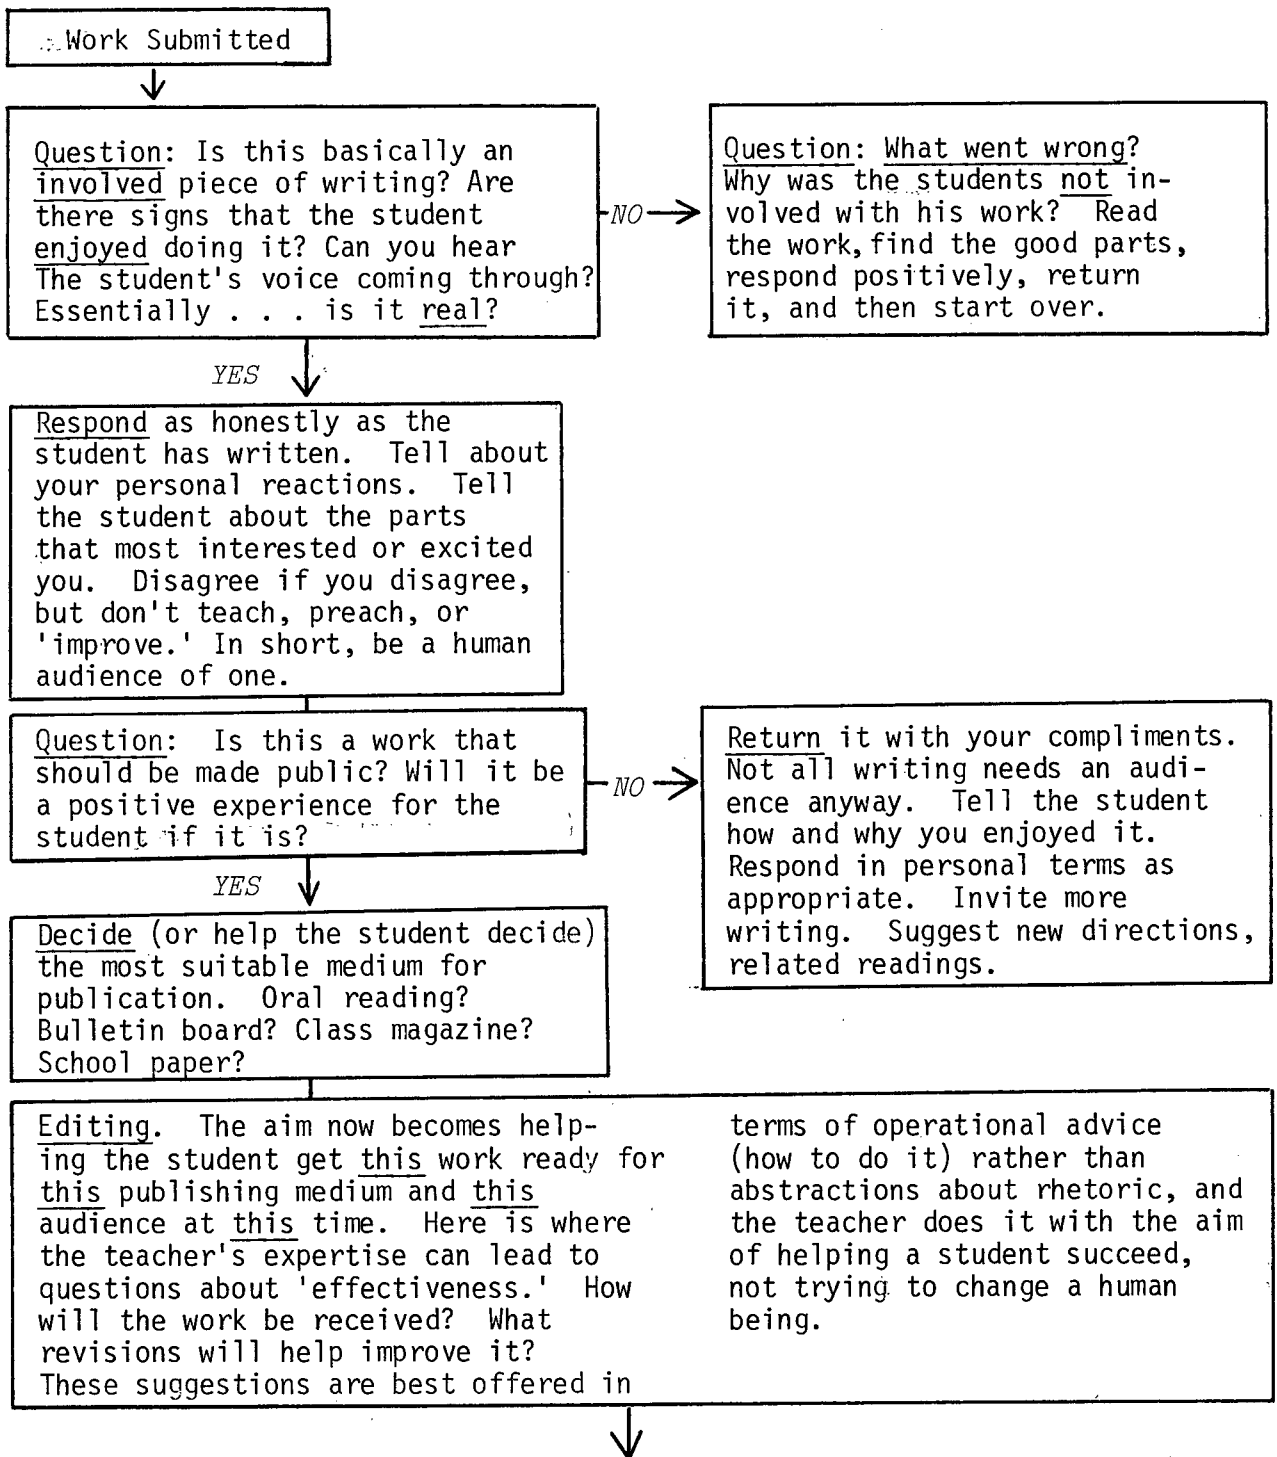 Work Submitted
Question: Is this basically an
involved piece of writing? Are
there signs that the student
enjoyed doing it? Can you hear
The student's voice coming through?
Essentially . . . is it real?
NO
Question: What went wrong?
Why was the students not in-
volved with his work? Read
the work, find the good parts,
respond positively, return
it, and then start over.
YES
Respond as honestly as the
student has written. Tell about
your personal reactions. Tell
the student about the parts
that most interested or excited
you. Disagree if you disagree,
but don't teach, preach, or
'improve.' In short, be a human
audience of one.
Question: Is this a work that
should be made public? Will it be
a positive experience for the
student if it is?
NO
Return it with your compliments.
Not all writing needs an audi-
ence anyway. Tell the student
how and why you enjoyed it.
Respond in personal terms as
appropriate. Invite more
writing. Suggest new directions,
related readings.
YES
Decide (or help the student decide)
the most suitable medium for
publication. Oral reading?
Bulletin board? Class magazine?
School paper?
Editing. The aim now becomes help-
ing the student get this work ready for
this publishing medium and this
audience at this time. Here is where
the teacher's expertise can lead to
questions about 'effectiveness.' How
will the work be received? What
revisions will help improve it?
These suggestions are best offered in
terms of operational advice
(how to do it) rather than
abstractions about rhetoric, and
the teacher does it with the aim
of helping a student succeed,
not trying to change a human
being.